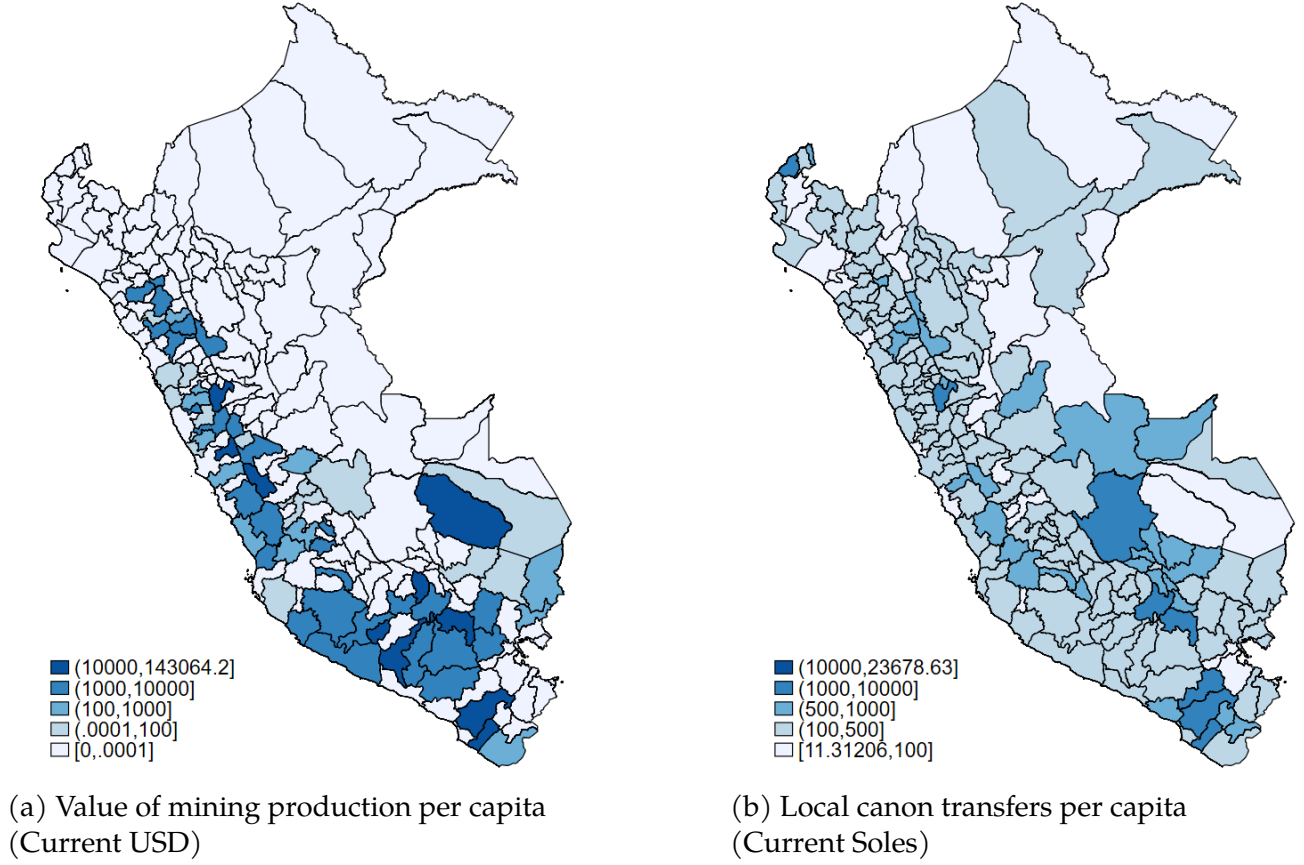 (10000,143064.2]
(1000,10000]
(100,1000]
(.0001,100]
[0,.0001]
(a) Value of mining production per capita
(Current USD)
(10000,23678.63]
(1000,10000]
(500,1000]
(100,500]
[11.31206,100]
(b) Local canon transfers per capita
(Current Soles)